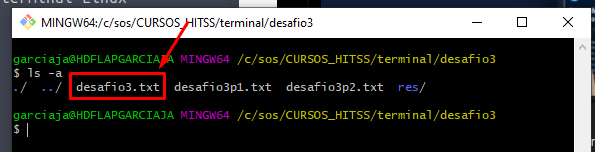 MINGW64:/c/sos/CURSOS_HITSS/terminal/desafio3
garciaja@HDFLAPGARCIAJA MINGW64 /c/sos/CURSOS_HITSS/terminal/desafio3
$ ls -a
./ ../ desafio3.txt desafio3p1.txt desafio3p2.txt res/
garciaja@HDFLAPGARCIAJA MINGW64 /c/sos/CURSOS_HITSS/terminal/desafio3
$